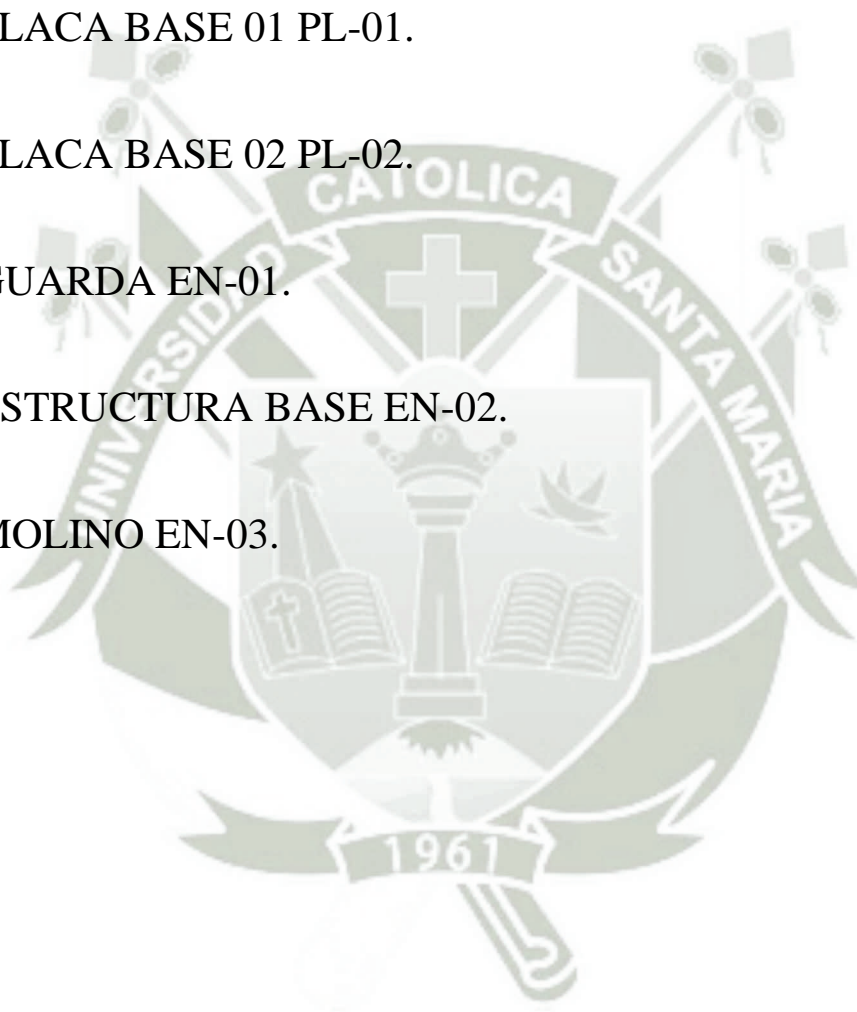 LACA BASE 01 PL-01.
LACA BASE 02 PL-02.
GUARDA EN-01.
STRUCTURA BASE EN-02.
MOLINO EN-03.
UNIVERSIDAD CATOLICA SANTA MARIA
1961